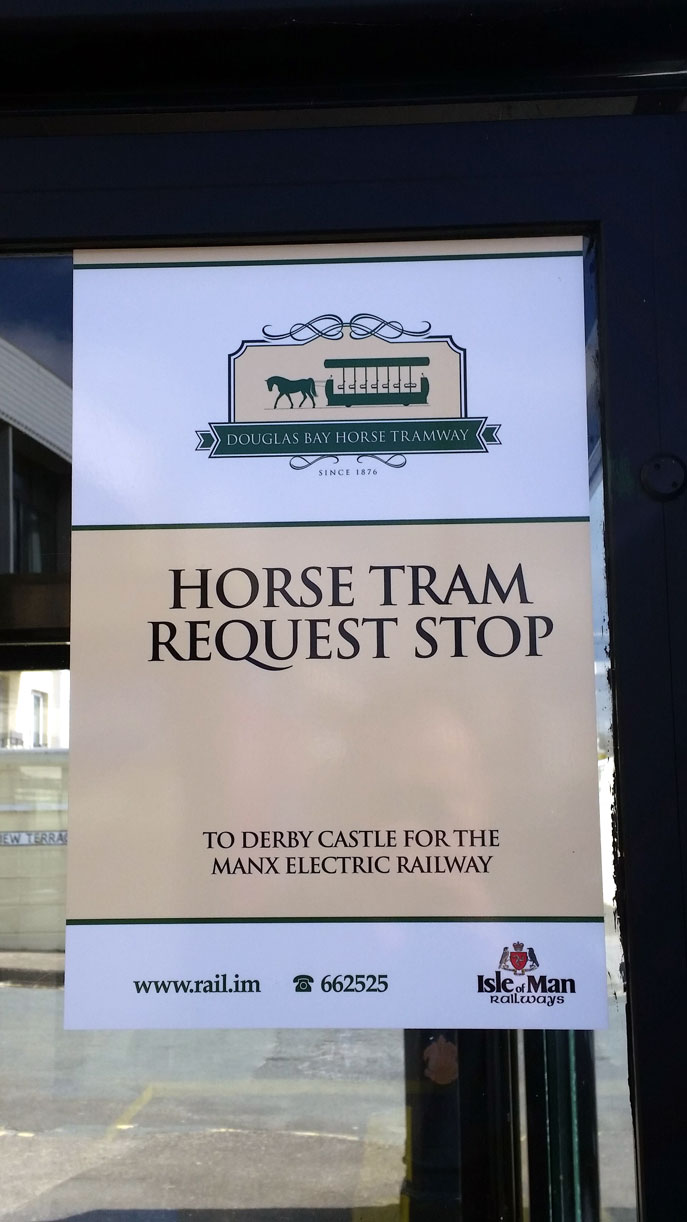 DOUGLAS BAY HORSE TRAMWAY
SINCE 1876
HORSE TRAM
REQUEST STOP
TO DERBY CASTLE FOR THE
MANX ELECTRIC RAILWAY
www.rail.im ☎ 662525
Isle of Man
Railways